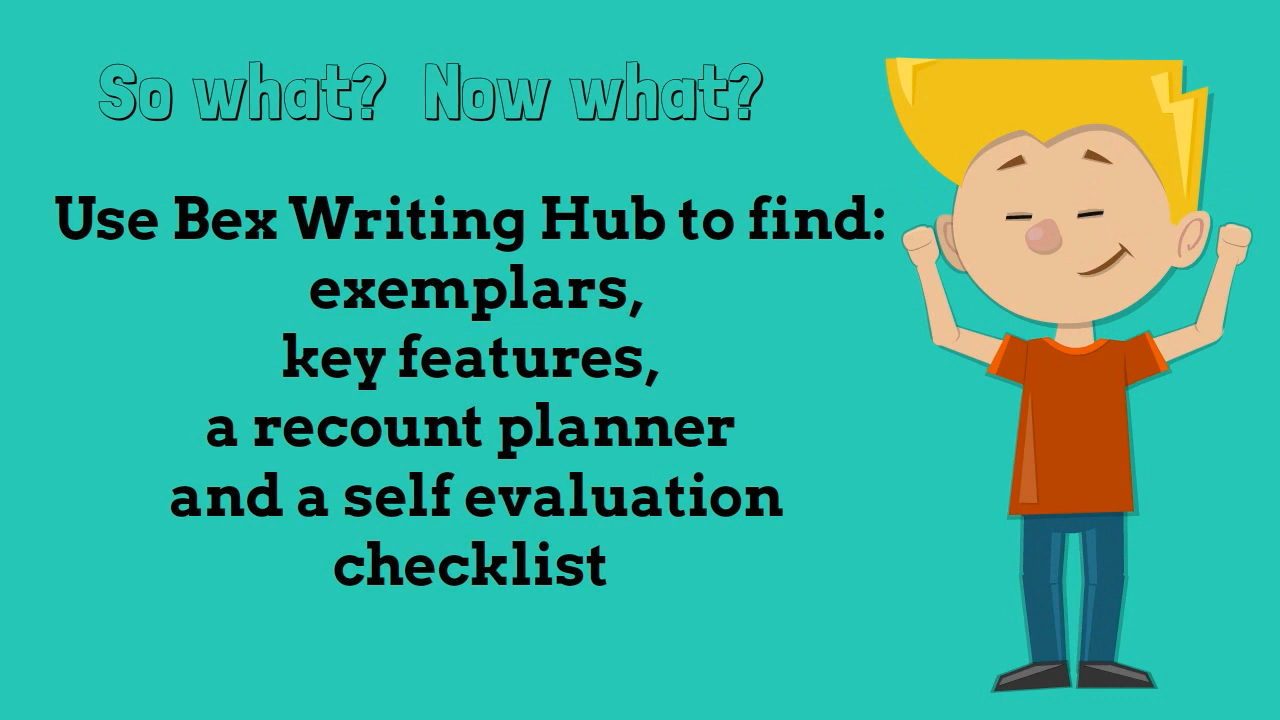 So what? Now what?
Use Bex Writing Hub to find:
exemplars,
key features,
a recount planner
and a self evaluation
checklist